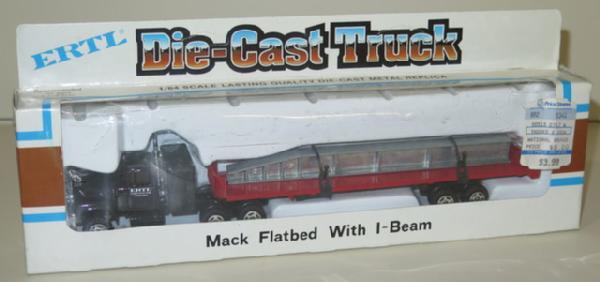 ERTL
Die-Cast Truck
1/64 SCALE LASTING QUALITY DIE-CAST METAL REPLICA
ERTL
$3.99
Mack Flatbed With I-Beam